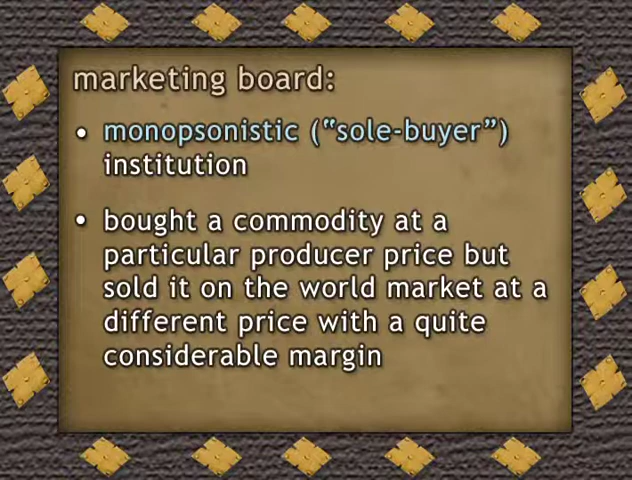 marketing board:
• monopsonistic (“sole-buyer”)
institution
• bought a commodity at a
particular producer price but
sold it on the world market at a
different price with a quite
considerable margin